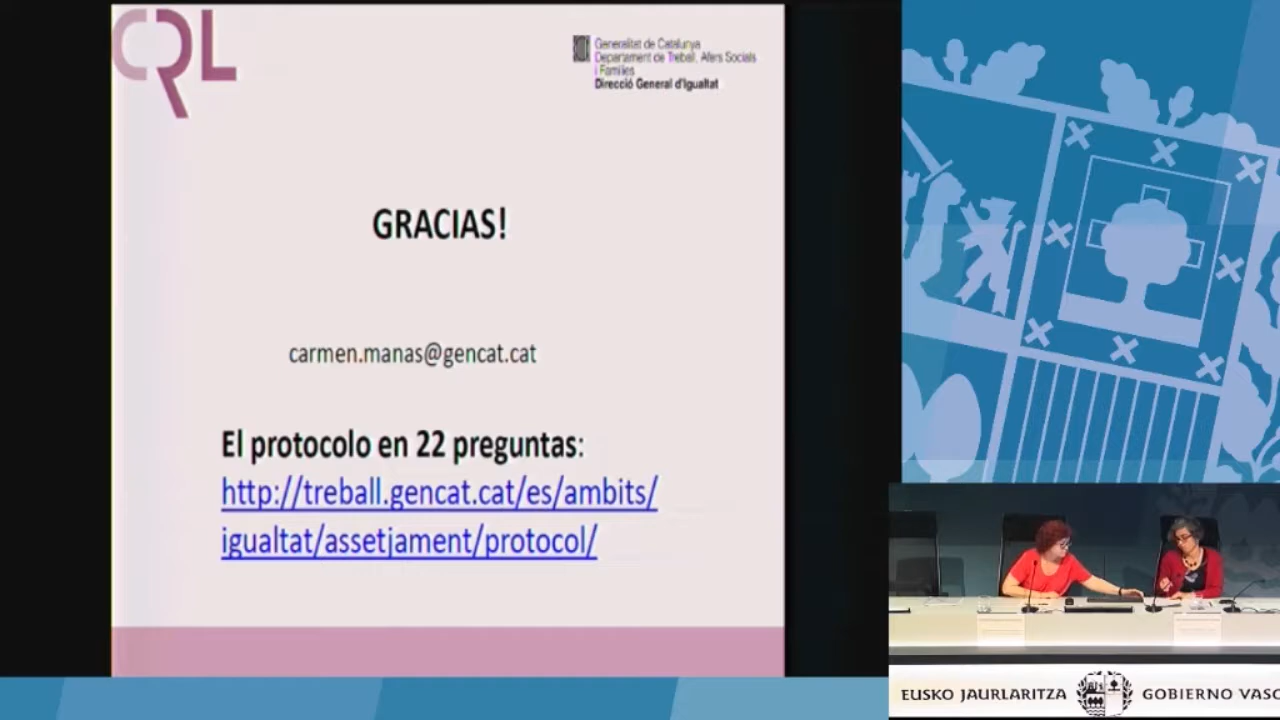 CRL
Generalitat de Catalunya
Departament de Treball, Afers Socials
i Famílies
Direcció General d'Igualtat
GRACIAS!
carmen.manas@gencat.cat
El protocolo en 22 preguntas:
http://treball.gencat.cat/es/ambits/
igualtat/assetjament/protocol/
EUSKO JAURLARITZA GOBIERNO VASC